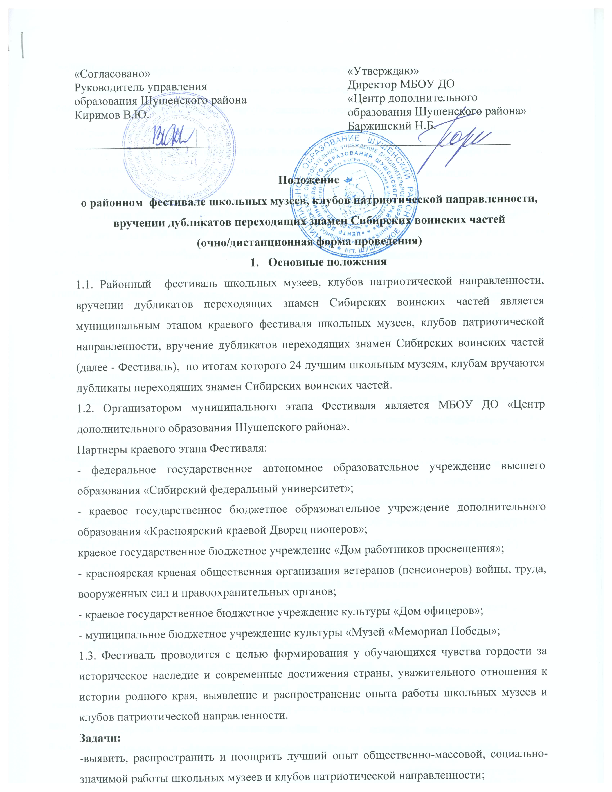 «Согласовано»
Руководитель управления
образования Шушенского района
Киримов В.Ю.
«Утверждаю»
Директор МБОУ ДО
«Центр дополнительного
образования Шушенского района»
Баржинский Н.Б.
Положение
о районном фестивале школьных музеев, клубов патриотической направленности,
вручении дубликатов переходящих знамен Сибирских воинских частей
(очно/дистанционная форма проведения)
1. Основные положения
1.1. Районный фестиваль школьных музеев, клубов патриотической направленности,
вручении дубликатов переходящих знамен Сибирских воинских частей является
муниципальным этапом краевого фестиваля школьных музеев, клубов патриотической
направленности, вручение дубликатов переходящих знамен Сибирских воинских частей
(далее - Фестиваль), по итогам которого 24 лучшим школьным музеям, клубам вручаются
дубликаты переходящих знамен Сибирских воинских частей.
1.2. Организатором муниципального этапа Фестиваля является МБОУ ДО «Центр
дополнительного образования Шушенского района».
Партнеры краевого этапа Фестиваля:
- федеральное государственное автономное образовательное учреждение высшего
образования «Сибирский федеральный университет»;
- краевое государственное бюджетное образовательное учреждение дополнительного
образования «Красноярский краевой Дворец пионеров»;
краевое государственное бюджетное учреждение «Дом работников просвещения»;
- красноярская краевая общественная организация ветеранов (пенсионеров) войны, труда,
вооруженных сил и правоохранительных органов;
- краевое государственное бюджетное учреждение культуры «Дом офицеров»;
- муниципальное бюджетное учреждение культуры «Музей «Мемориал Победы»;
1.3. Фестиваль проводится с целью формирования у обучающихся чувства гордости за
историческое наследие и современные достижения страны, уважительного отношения к
истории родного края, выявление и распространение опыта работы школьных музеев и
клубов патриотической направленности.
Задачи:
-выявить, распространить и поощрить лучший опыт общественно-массовой, социально-
значимой работы школьных музеев и клубов патриотической направленности;